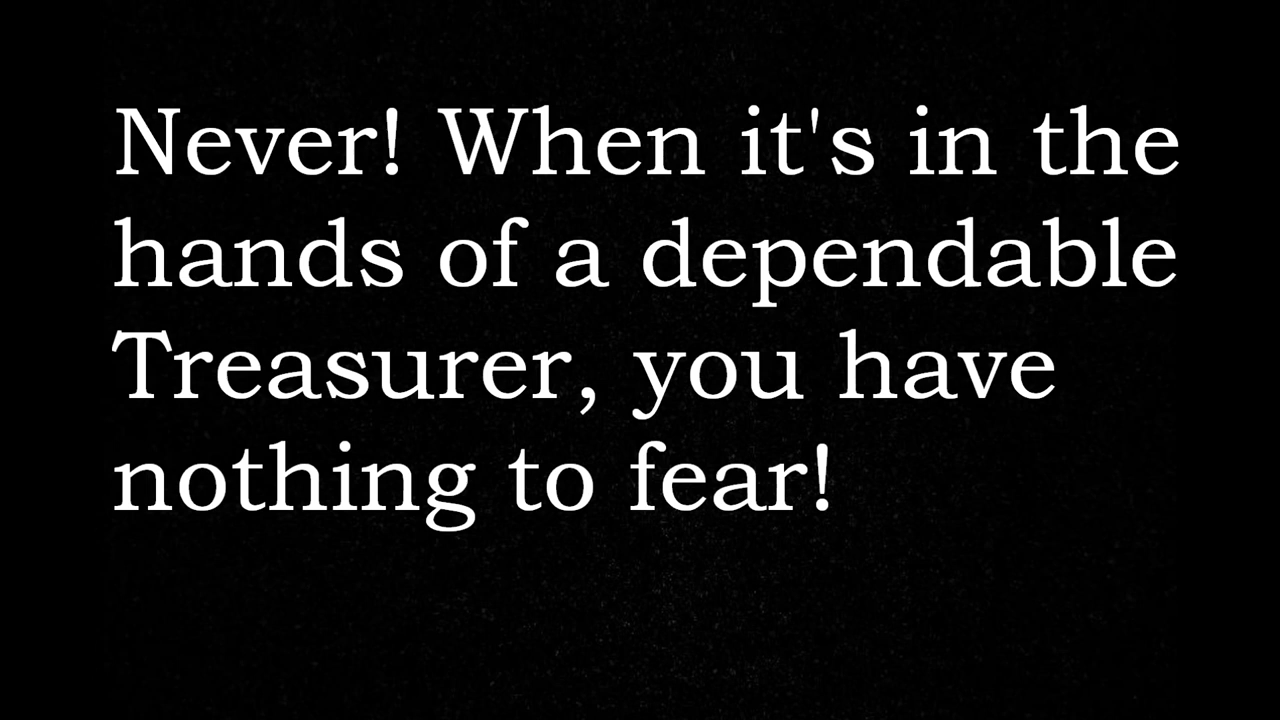 Never! When it's in the
hands of a dependable
Treasurer, you have
nothing to fear!